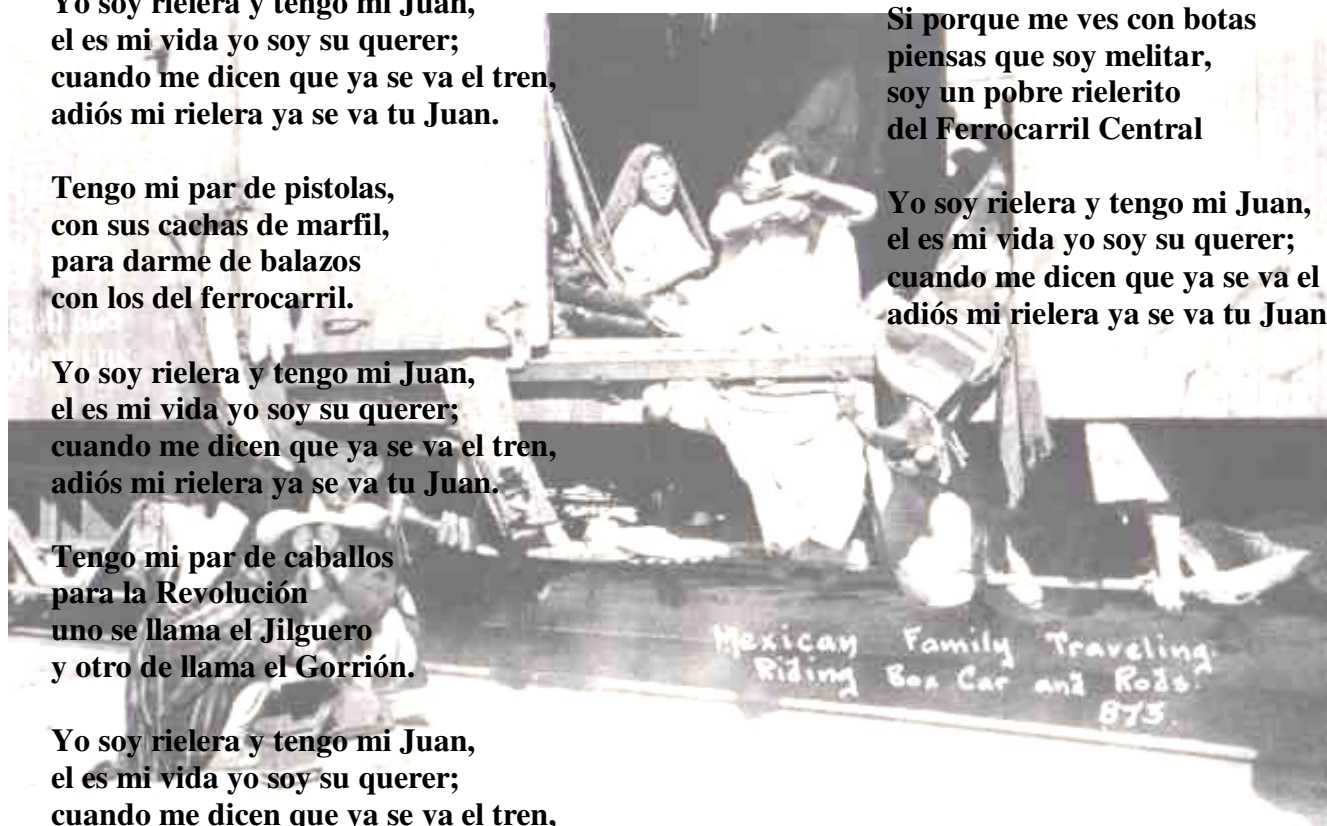 Yo soy rielera y tengo mi Juan,
el es mi vida yo soy su querer;
cuando me dicen que ya se va el tren,
adiós mi rielera ya se va tu Juan.
Tengo mi par de pistolas,
con sus cachas de marfil,
para darme de balazos
con los del ferrocarril.
Yo soy rielera y tengo mi Juan,
el es mi vida yo soy su querer;
cuando me dicen que ya se va el tren,
adiós mi rielera ya se va tu Juan.
Tengo mi par de caballos
para la Revolución
uno se llama el Jilguero
y otro de llama el Gorrión.
Yo soy rielera y tengo mi Juan,
el es mi vida yo soy su querer;
cuando me dicen que ya se va el tren,
Si porque me ves con botas
piensas que soy melitar,
soy un pobre rielerito
del Ferrocarril Central
Yo soy rielera y tengo mi Juan,
el es mi vida yo soy su querer;
cuando me dicen que ya se va el
adiós mi rielera ya se va tu Juan
Mexican Family Traveling.
Riding Box Car and Rods.
873.